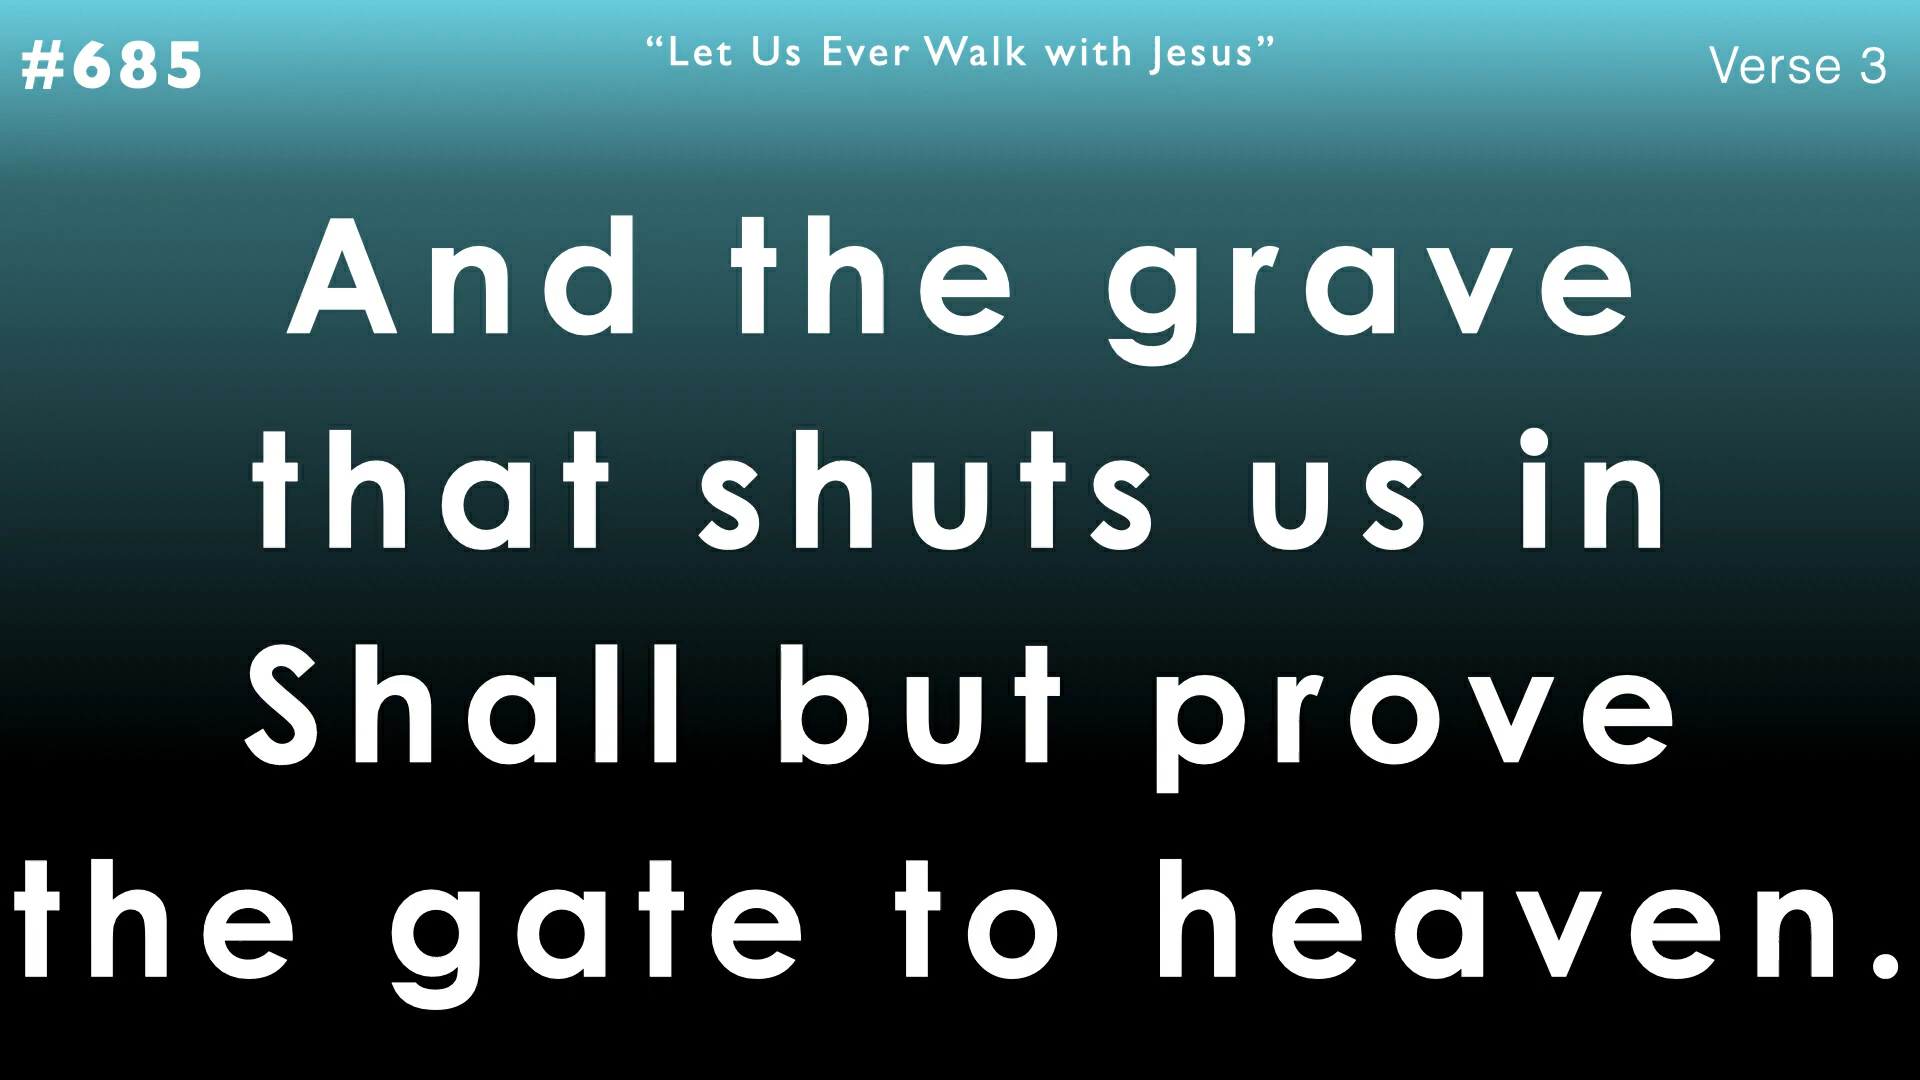 #685
“Let Us Ever Walk with Jesus”
Verse 3
And the grave
that shuts us in
Shall but prove
the gate to heaven.